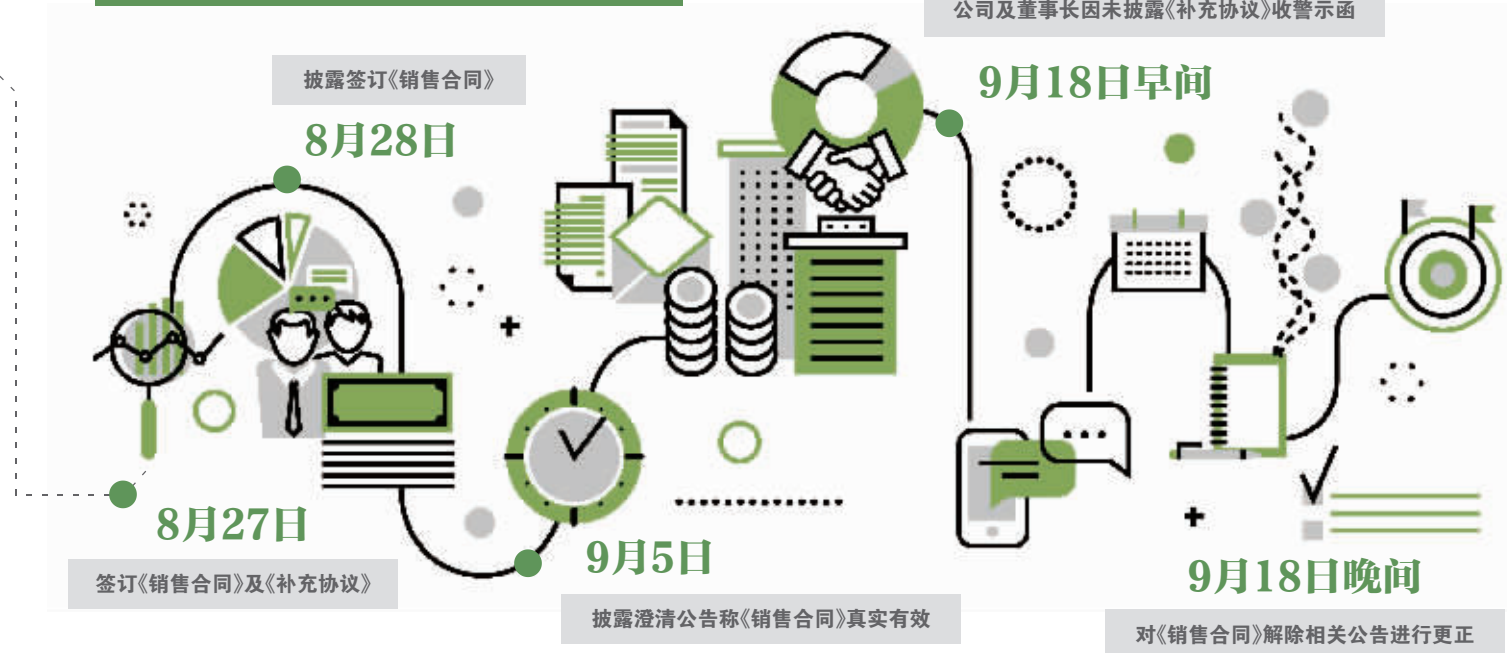 公司及董事长因未披露《补充协议》收警示函
9月18日早间
披露签订《销售合同》
8月28日
8月27日
签订《销售合同》及《补充协议》
9月5日
披露澄清公告称《销售合同》真实有效
9月18日晚间
对《销售合同》解除相关公告进行更正